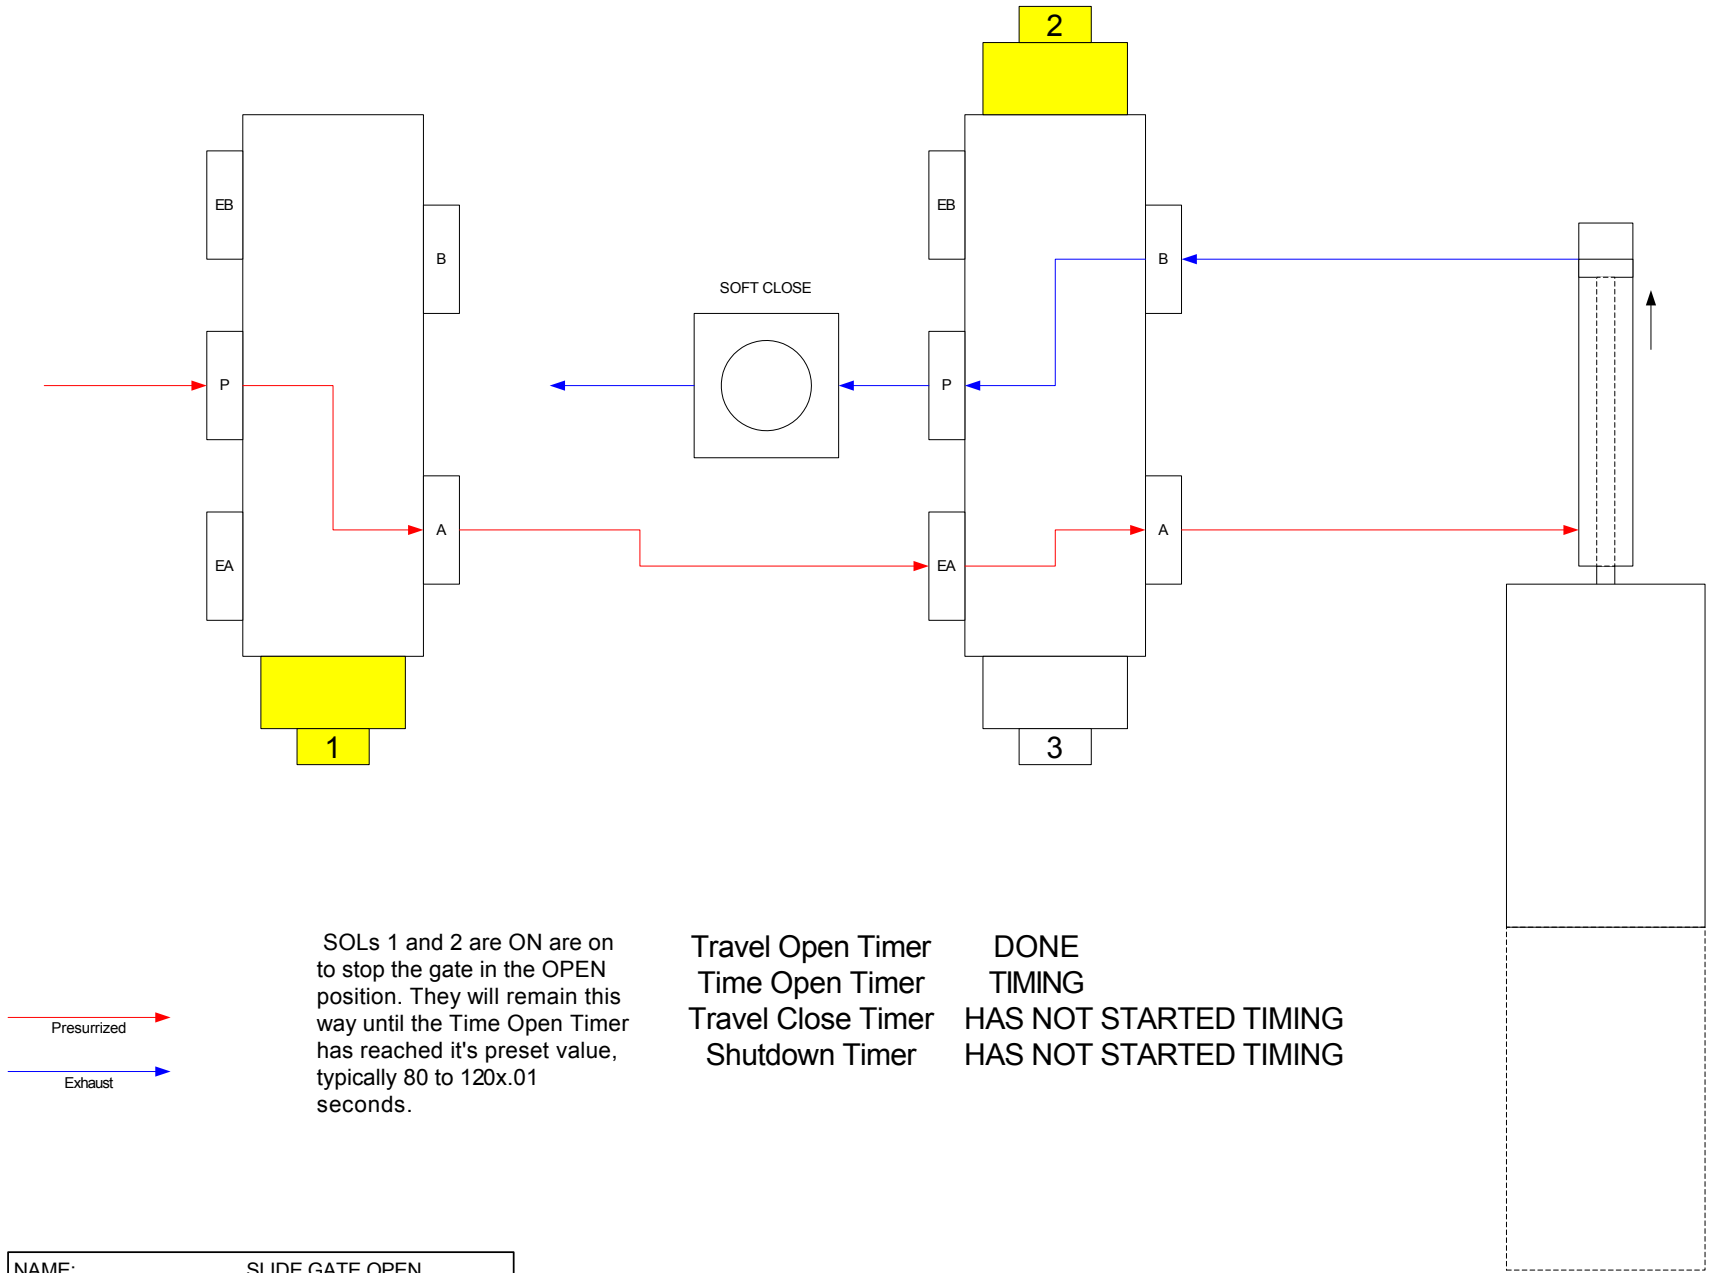 2
EB
EB
B
B
SOFT CLOSE
P
P
A
A
EA
EA
1
3
SOLs 1 and 2 are ON are on
to stop the gate in the OPEN
position. They will remain this
way until the Time Open Timer
has reached it's preset value,
typically 80 to 120x.01
seconds.
Travel Open Timer DONE
Time Open Timer TIMING
Travel Close Timer HAS NOT STARTED TIMING
Shutdown Timer HAS NOT STARTED TIMING
Presurrized
Exhaust
NAME: SLIDE GATE OPEN